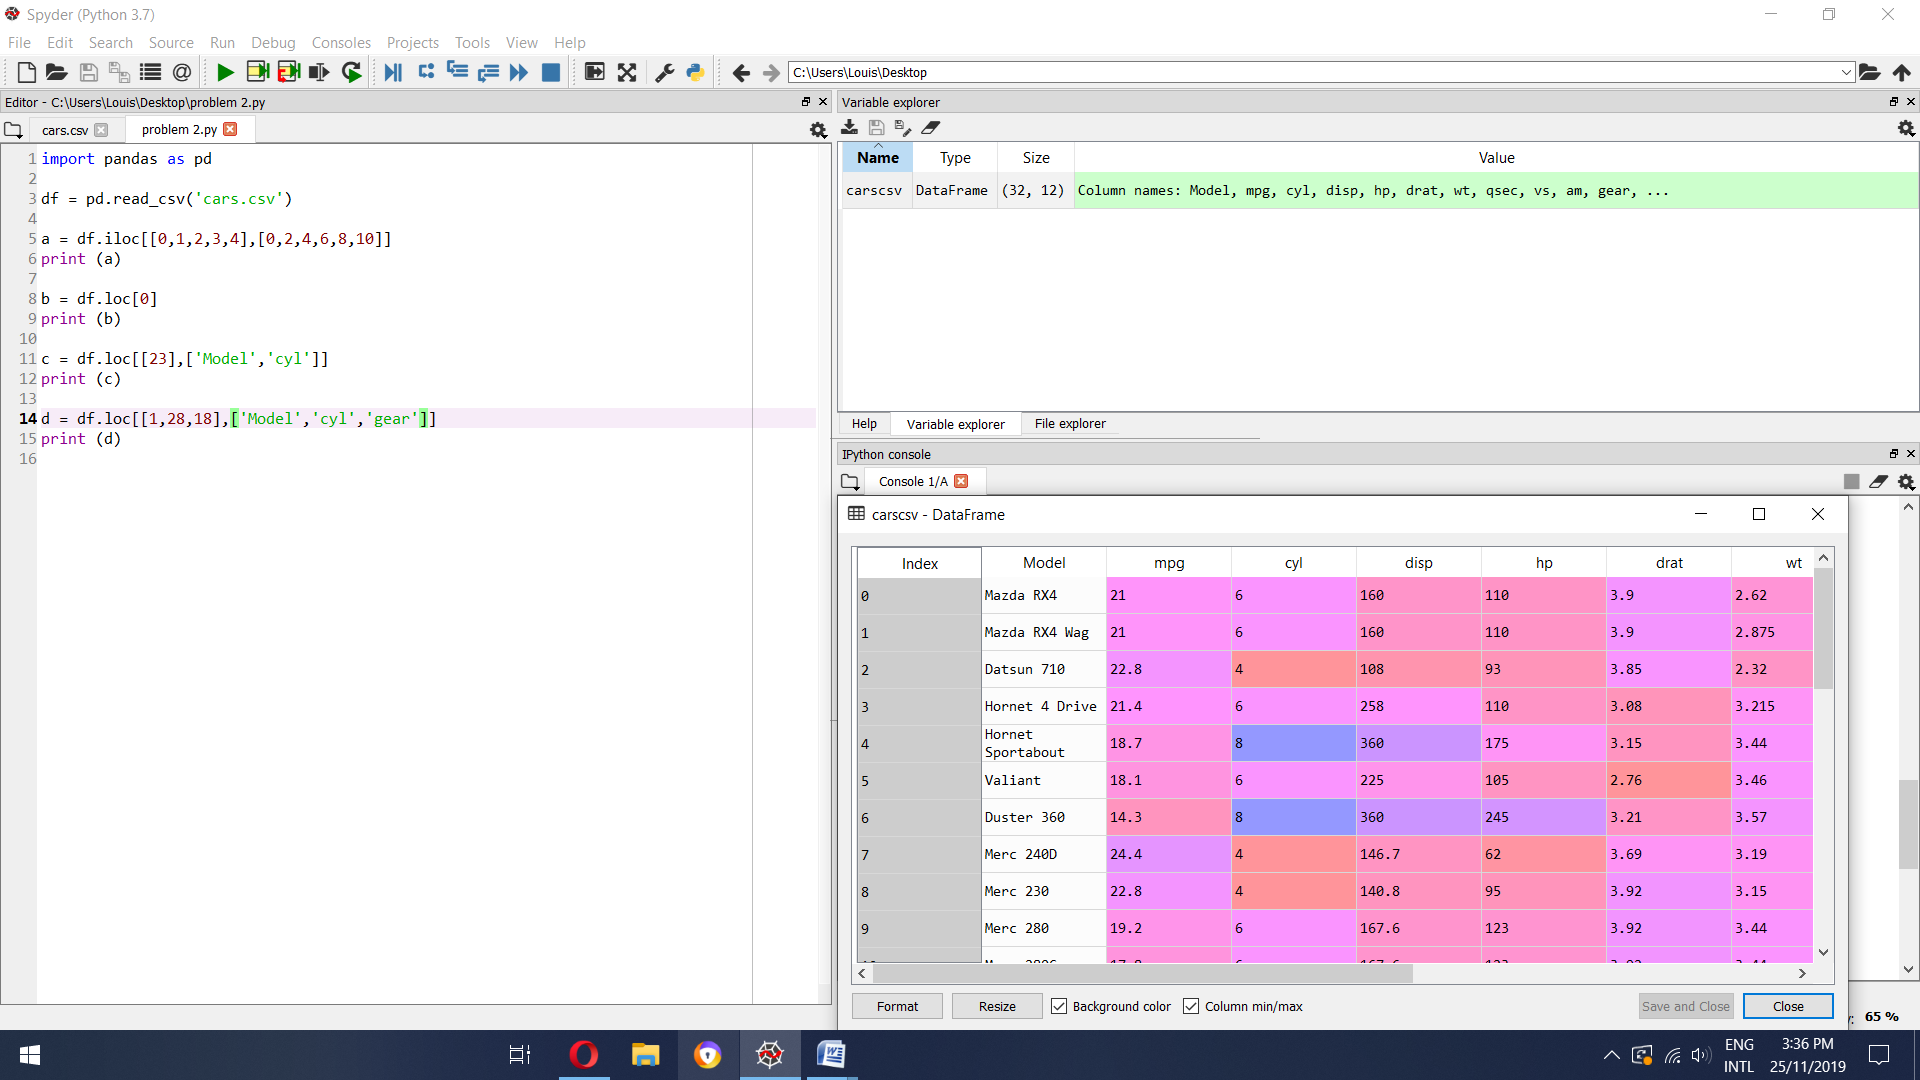 Spyder (Python 3.7)
File Edit Search Source Run Debug Consoles Projects Tools View Help
C:\Users\Louis\Desktop
Editor - C:\Users\Louis\Desktop\problem 2.py
cars.csv problem 2.py
1 import pandas as pd
2
3 df = pd.read_csv('cars.csv')
4
5 a = df.iloc[[0,1,2,3,4],[0,2,4,6,8,10]]
6 print (a)
7
8 b = df.loc[0]
9 print (b)
10
11 c = df.loc[[23],['Model','cyl']]
12 print (c)
13
14 d = df.loc[[1,28,18],['Model','cyl','gear']]
15 print (d)
16
Variable explorer
Name Type Size Value
carscsv DataFrame (32, 12) Column names: Model, mpg, cyl, disp, hp, drat, wt, qsec, vs, am, gear, ...
Help Variable explorer File explorer
IPython console
Console 1/A
carscsv - DataFrame
Index Model mpg cyl disp hp drat wt
0 Mazda RX4 21 6 160 110 3.9 2.62
1 Mazda RX4 Wag 21 6 160 110 3.9 2.875
2 Datsun 710 22.8 4 108 93 3.85 2.32
3 Hornet 4 Drive 21.4 6 258 110 3.08 3.215
4 Hornet Sportabout 18.7 8 360 175 3.15 3.44
5 Valiant 18.1 6 225 105 2.76 3.46
6 Duster 360 14.3 8 360 245 3.21 3.57
7 Merc 240D 24.4 4 146.7 62 3.69 3.19
8 Merc 230 22.8 4 140.8 95 3.92 3.15
9 Merc 280 19.2 6 167.6 123 3.92 3.44
Format Resize Background color Column min/max Save and Close Close
65 %
ENG
INTL
3:36 PM
25/11/2019